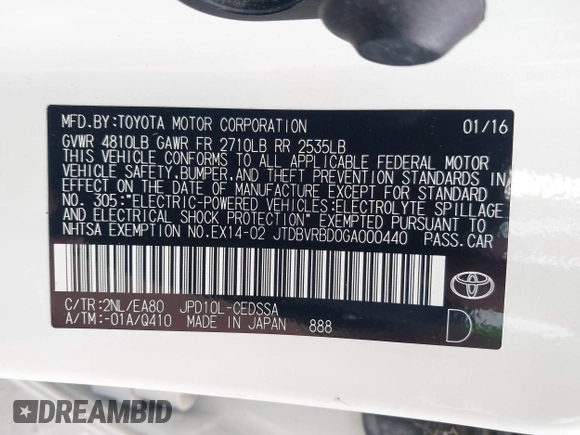 MFD.BY:TOYOTA MOTOR CORPORATION 01/16
GVWR 4810LB GAWR FR 2710LB RR 2535LB
THIS VEHICLE CONFORMS TO ALL APPLICABLE FEDERAL MOTOR
VEHICLE SAFETY,BUMPER,AND THEFT PREVENTION STANDARDS IN
EFFECT ON THE DATE OF MANUFACTURE EXCEPT FOR STANDARD
NO. 305:"ELECTRIC-POWERED VEHICLES:ELECTROLYTE SPILLAGE
AND ELECTRICAL SHOCK PROTECTION" EXEMPTED PURSUANT TO
NHTSA EXEMPTION NO.EX14-02 JTDBVRBD0GA000440 PASS.CAR
C/TR:2NL/EA80 JPD10L-CEDSSA
A/TM:-01A/Q410 MADE IN JAPAN 888
TOYOTA
D
DREAMBID